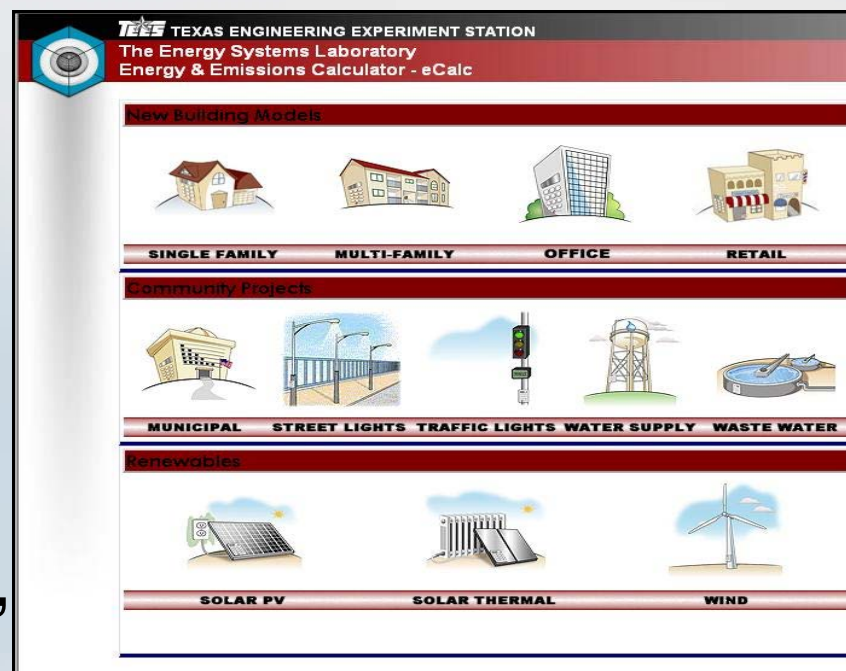 TEES TEXAS ENGINEERING EXPERIMENT STATION
The Energy Systems Laboratory
Energy & Emissions Calculator - eCalc
New Building Models
SINGLE FAMILY MULTI-FAMILY OFFICE RETAIL
Community Projects
MUNICIPAL STREET LIGHTS TRAFFIC LIGHTS WATER SUPPLY WASTE WATER
Renewables
SOLAR PV SOLAR THERMAL WIND
,